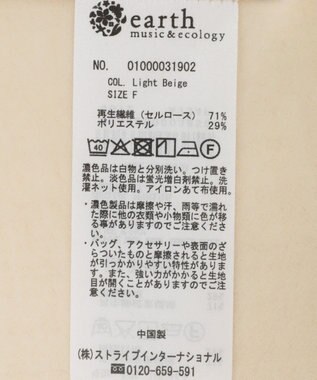 earth
music&ecology
NO. 01000031902
COL. Light Beige
SIZE F
再生繊維(セルロース) 71%
ポリエステル 29%
40 F
濃色品は白物と分別洗い。つけ置き
禁止。淡色品は蛍光増白剤禁止。洗
濯ネット使用。アイロンあて布使用。
・濃色製品は摩擦や汗、雨等で濡れ
た際に他の衣類や小物類に色が移
る事がありますのでご注意ください。
・バッグ、アクセサリーや表面のざ
らついたものと摩擦されると生地
が引っかかりやすい特性がありま
す。また、強い力がかかると生地
目が開くことがありますのでご注
意ください。
中国製
(株)ストライプインターナショナル
0120-659-591